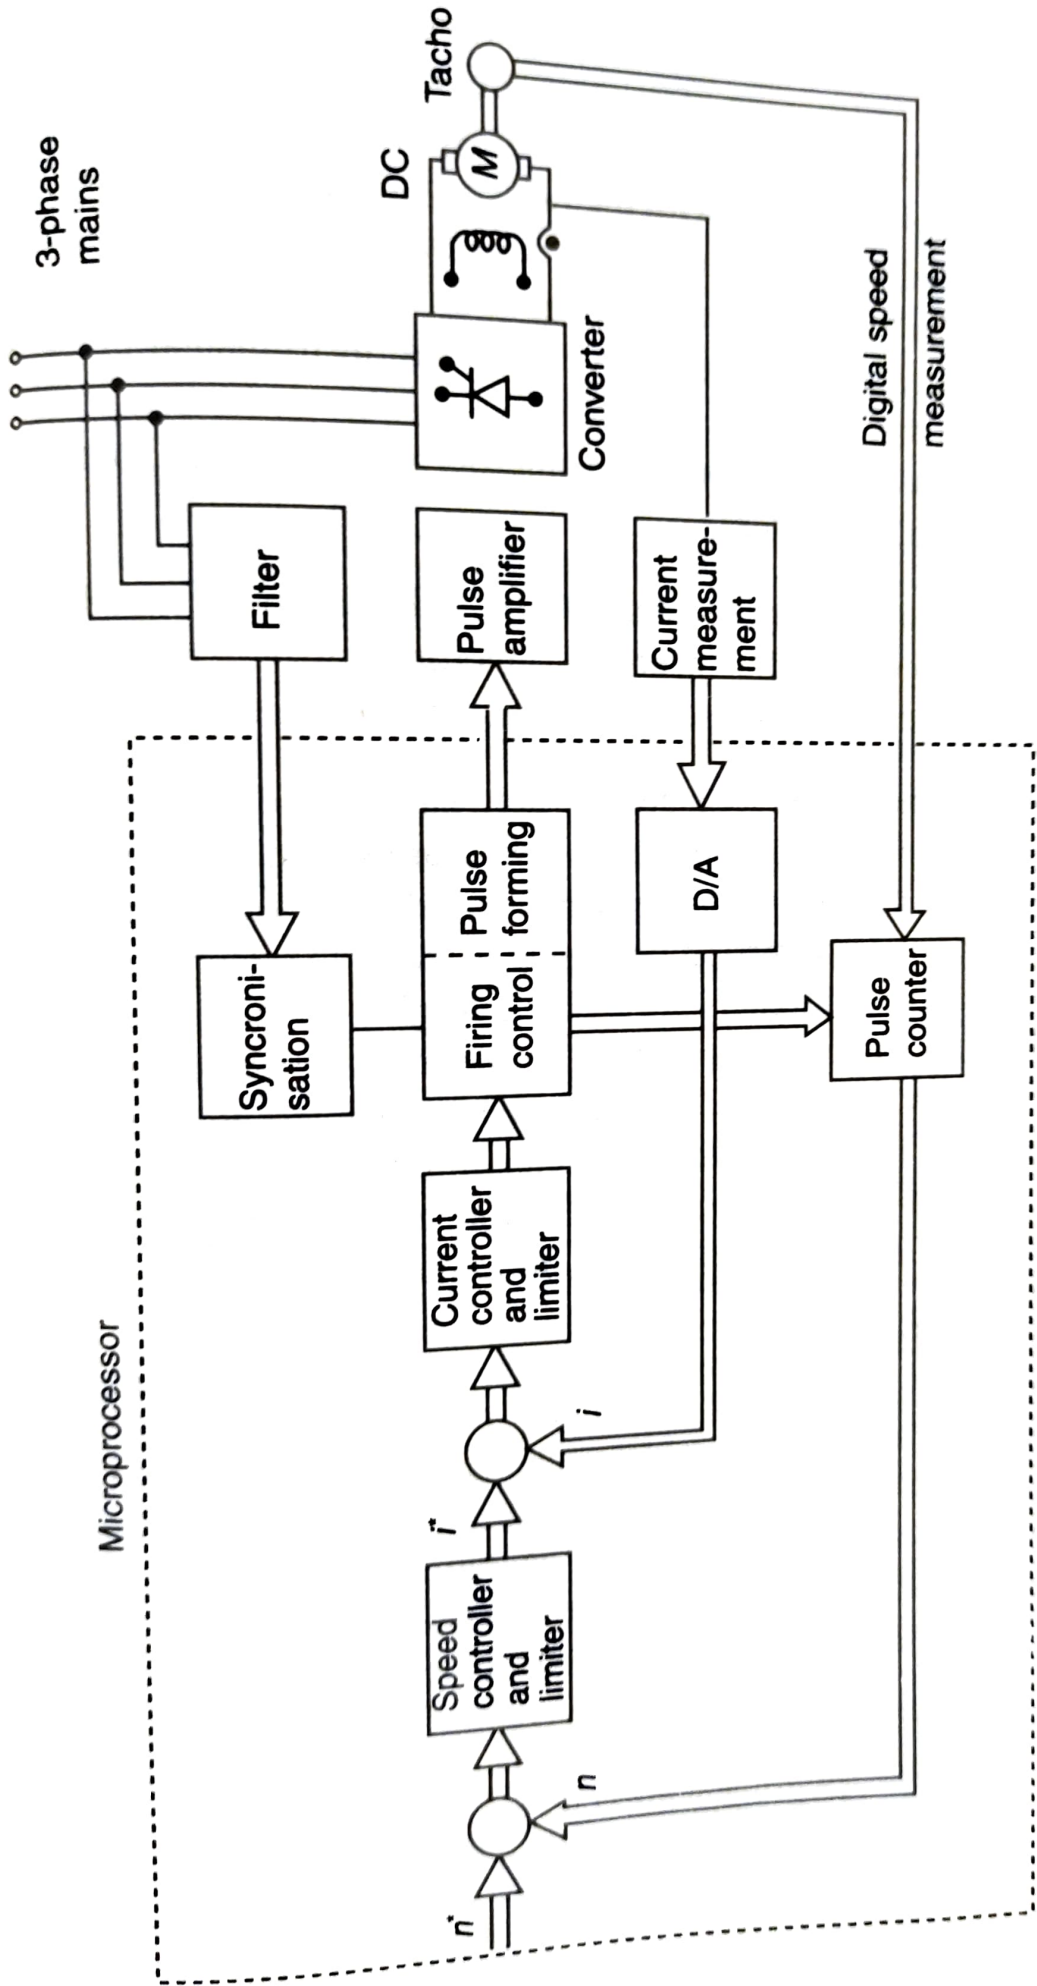 Microprocessor
3-phase
mains
Filter
Syncroni-
sation
DC
Tacho
M
n*
n
Speed
controller
and
limiter
i*
i
Current
controller
and
limiter
Firing
control
Pulse
forming
Pulse
amplifier
Converter
D/A
Current
measure-
ment
Pulse
counter
Digital speed
measurement